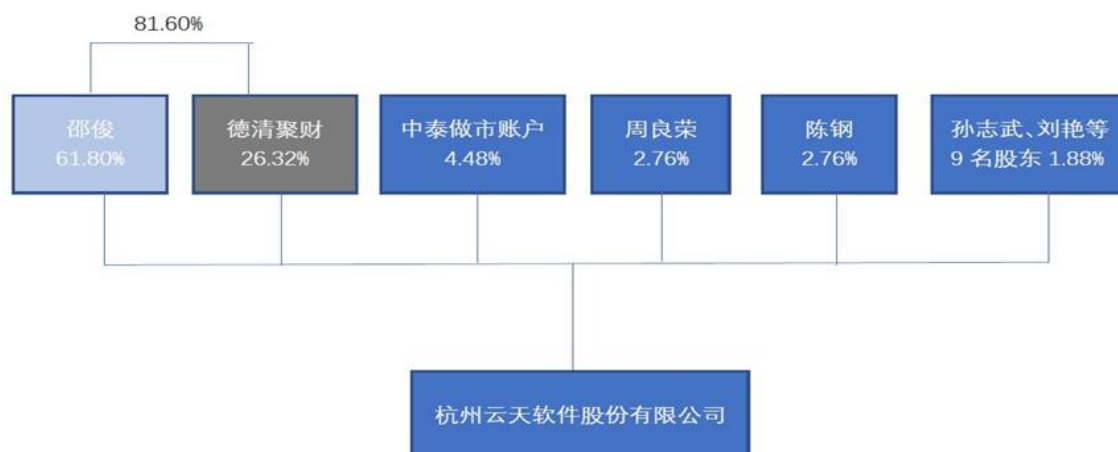 81.60%
邵俊
61.80%
德清聚财
26.32%
中泰做市账户
4.48%
周良荣
2.76%
陈钢
2.76%
孙志武、刘艳等
9 名股东 1.88%
杭州云天软件股份有限公司